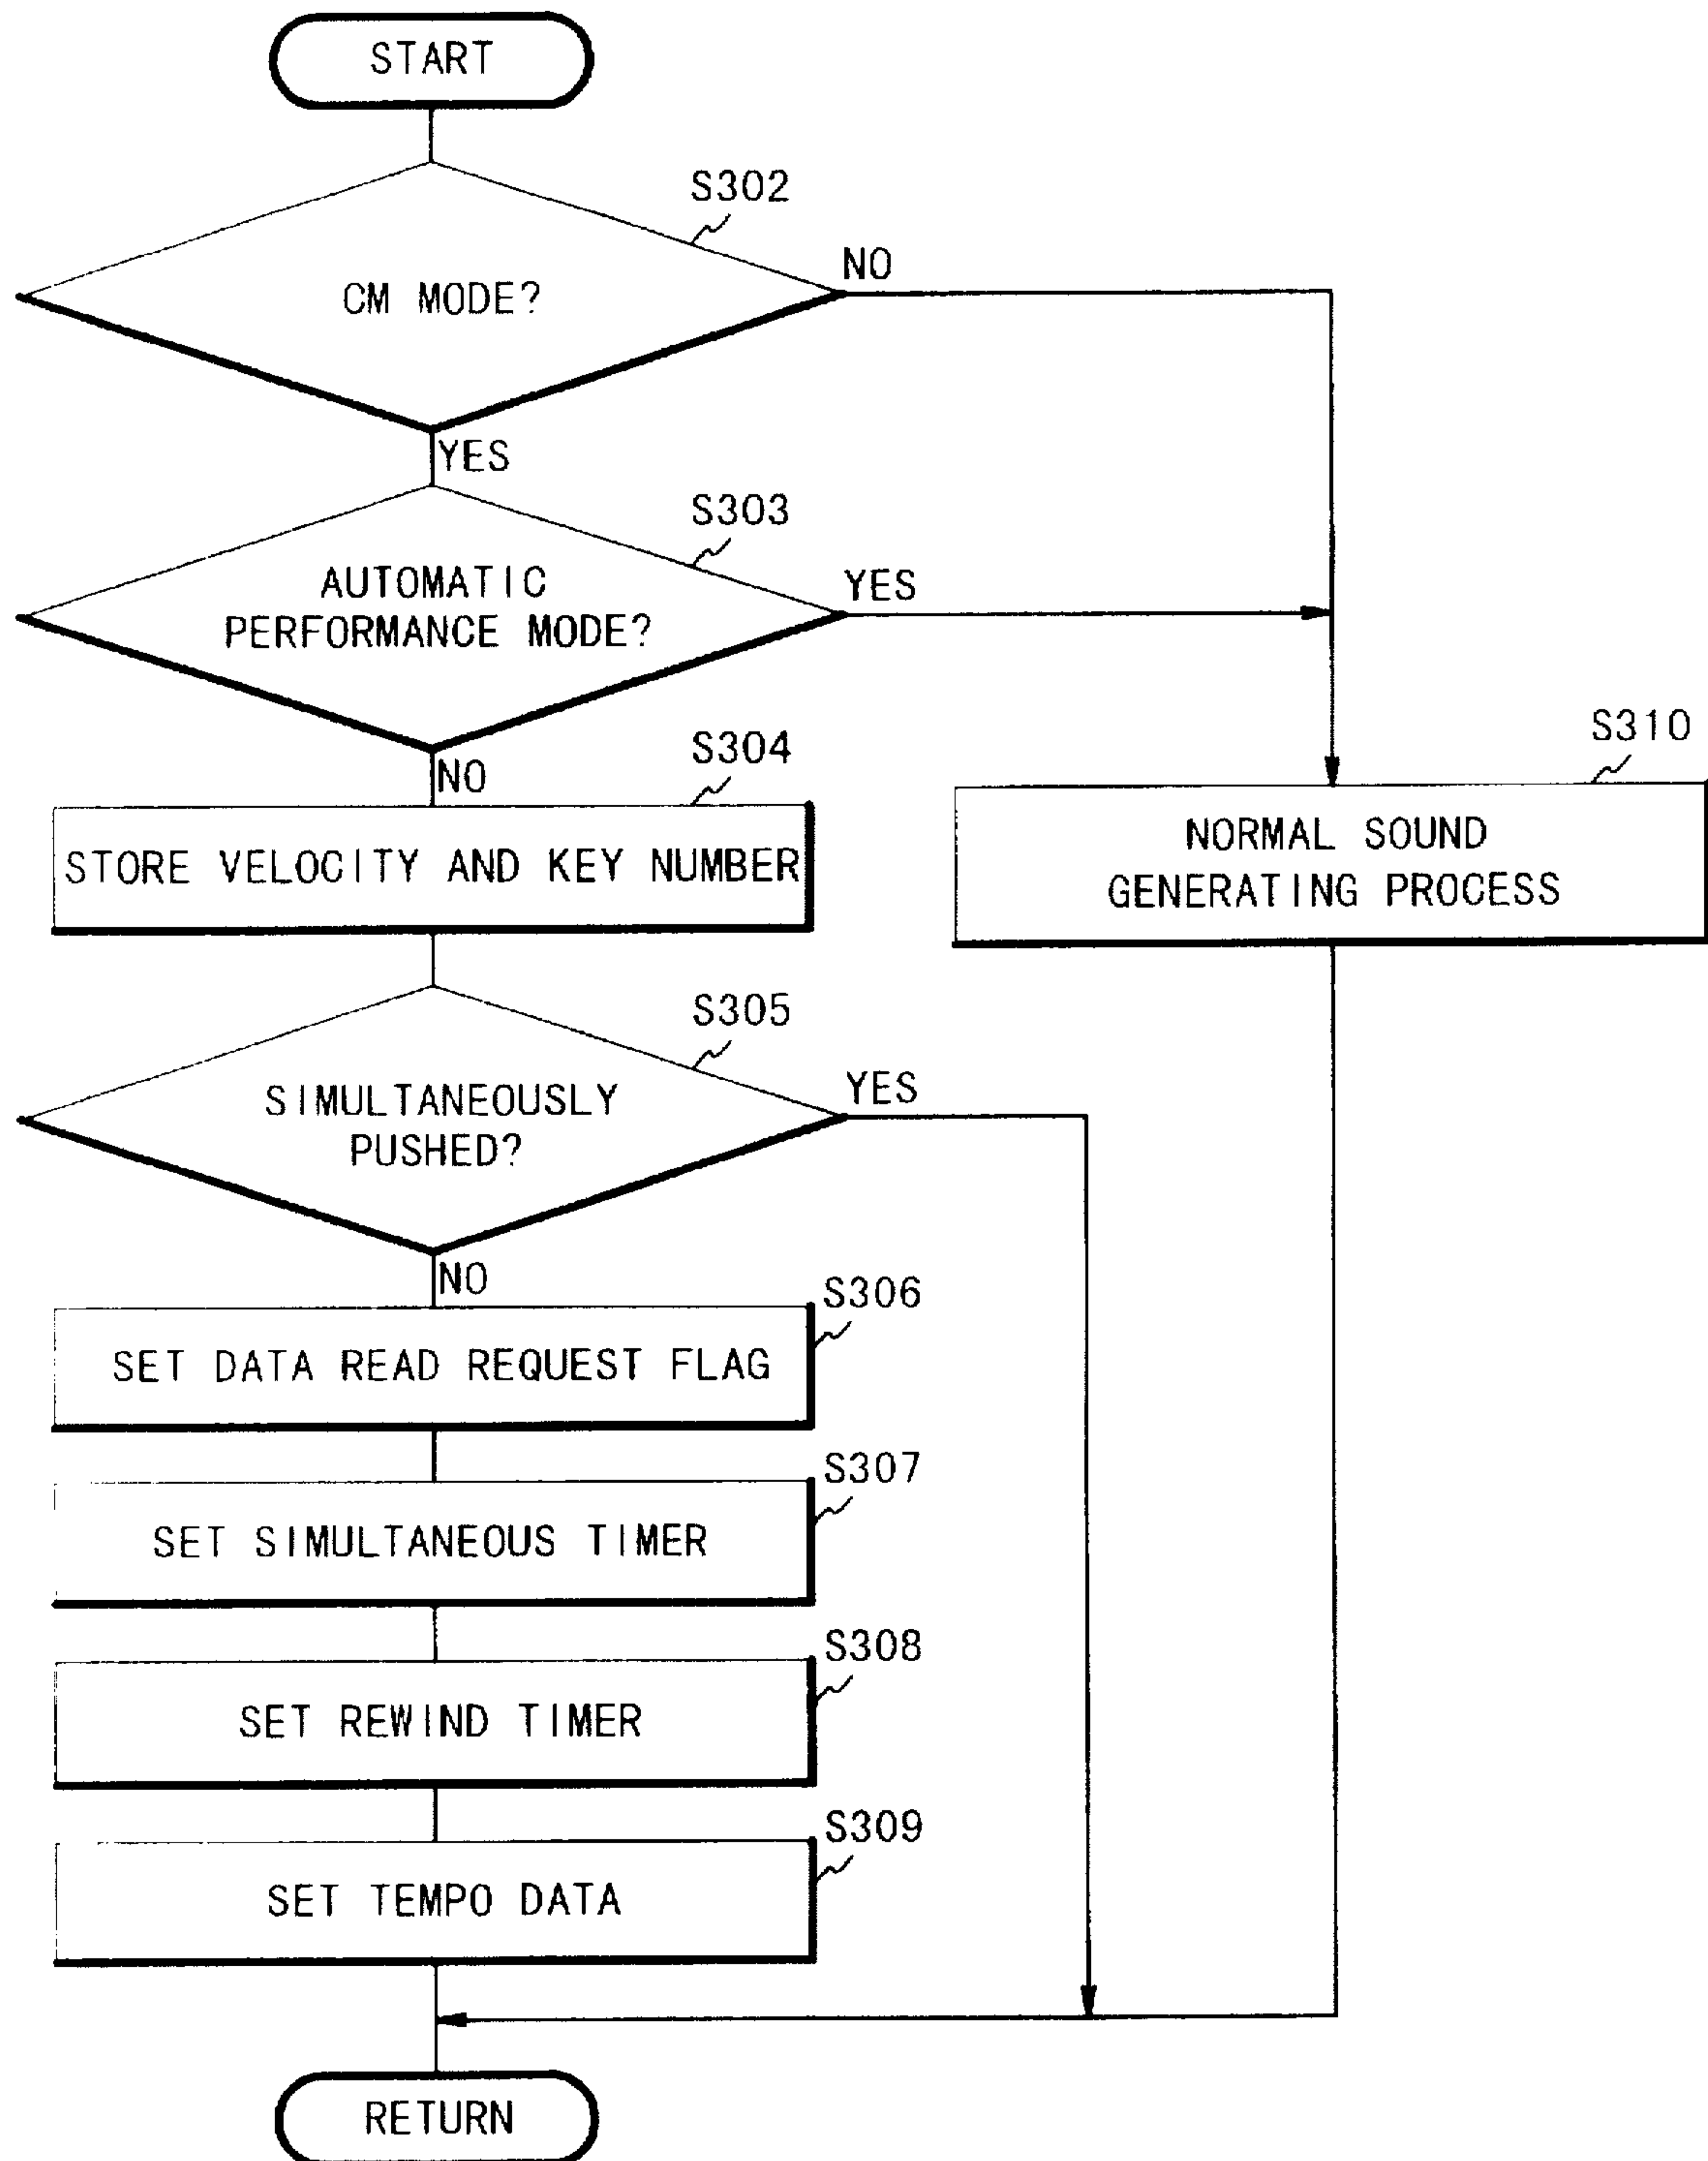 START
S302
CM MODE?
NO
YES
S303
AUTOMATIC
PERFORMANCE MODE?
YES
NO
S304
STORE VELOCITY AND KEY NUMBER
S310
NORMAL SOUND
GENERATING PROCESS
S305
SIMULTANEOUSLY
PUSHED?
YES
NO
S306
SET DATA READ REQUEST FLAG
S307
SET SIMULTANEOUS TIMER
S308
SET REWIND TIMER
S309
SET TEMPO DATA
RETURN